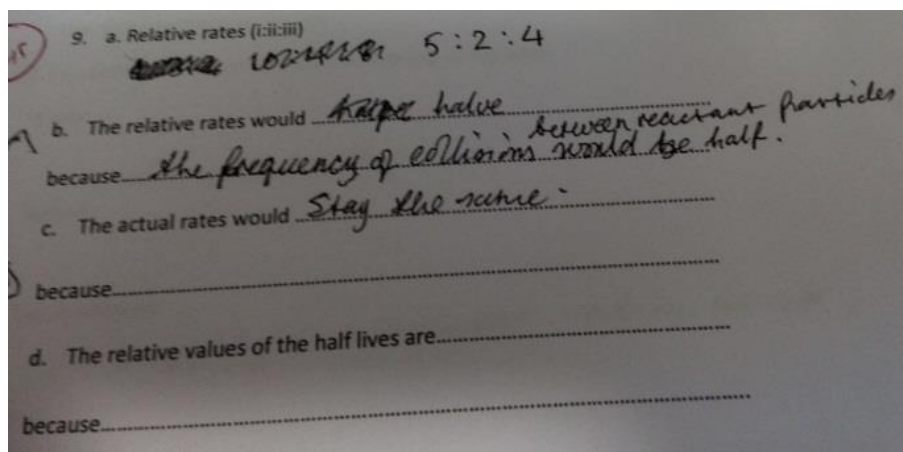 9. a. Relative rates (i:ii:iii)
5:2:4
b. The relative rates would halve
between reactant particles
because the frequency of collisions would be half.
c. The actual rates would Stay the same.
because
d. The relative values of the half lives are
because